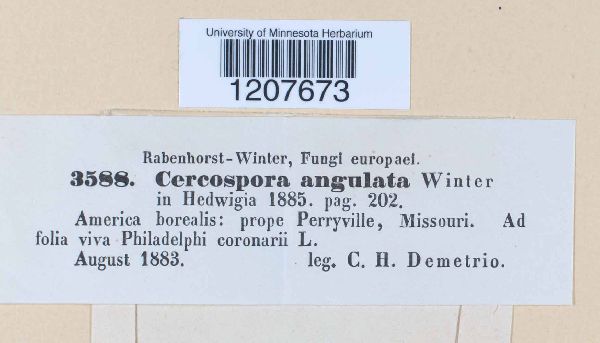 University of Minnesota Herbarium
1207673
Rabenhorst-Winter, Fungi europaei.
3588. Cercospora angulata Winter
in Hedwigia 1885. pag. 202.
America borealis: prope Perryville, Missouri. Ad
folia viva Philadelphi coronarii L.
August 1883. leg. C. H. Demetrio.